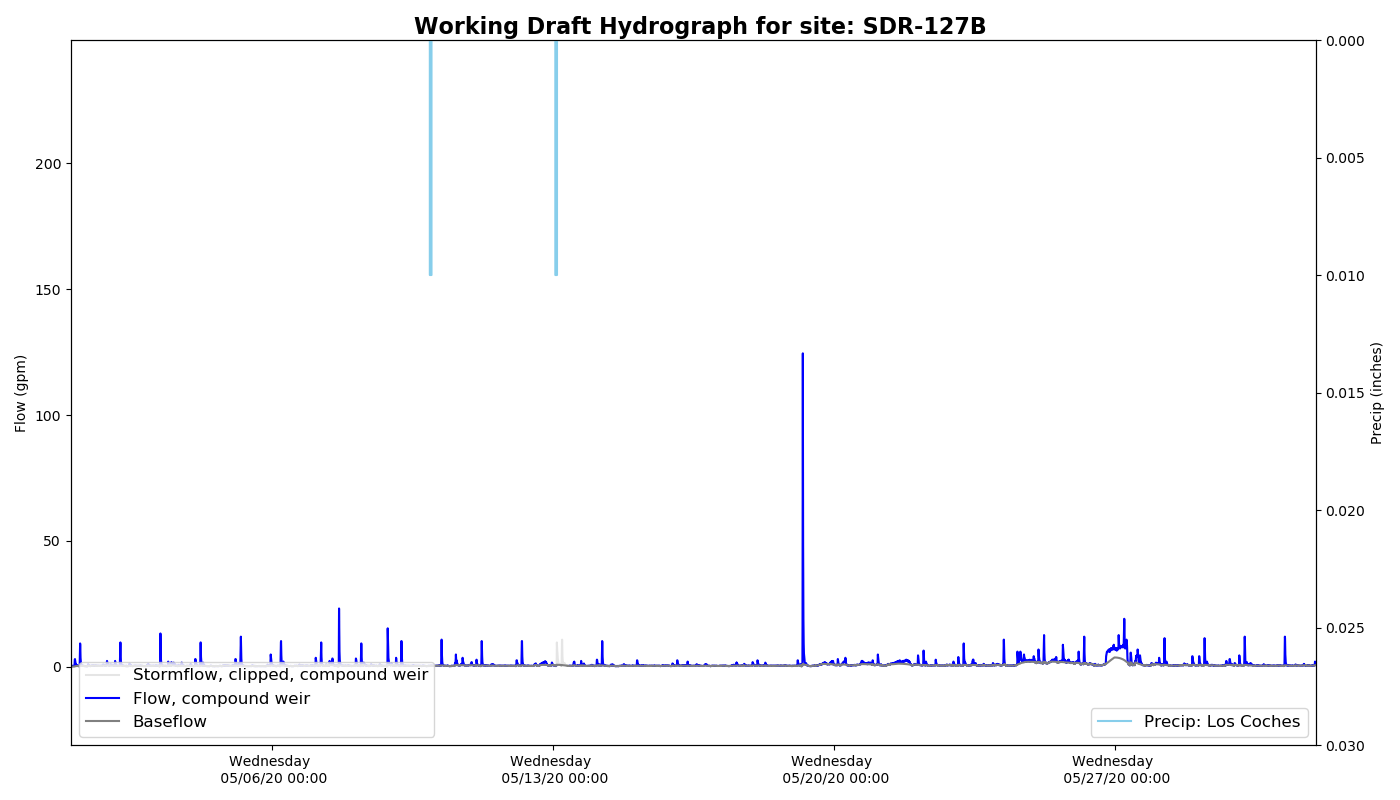 Working Draft Hydrograph for site: SDR-127B
Flow (gpm)
200
150
100
50
0
0.000
0.005
0.010
0.015
0.020
0.025
0.030
Precip (inches)
Stormflow, clipped, compound weir
Flow, compound weir
Baseflow
Precip: Los Coches
Wednesday
05/06/20 00:00
Wednesday
05/13/20 00:00
Wednesday
05/20/20 00:00
Wednesday
05/27/20 00:00